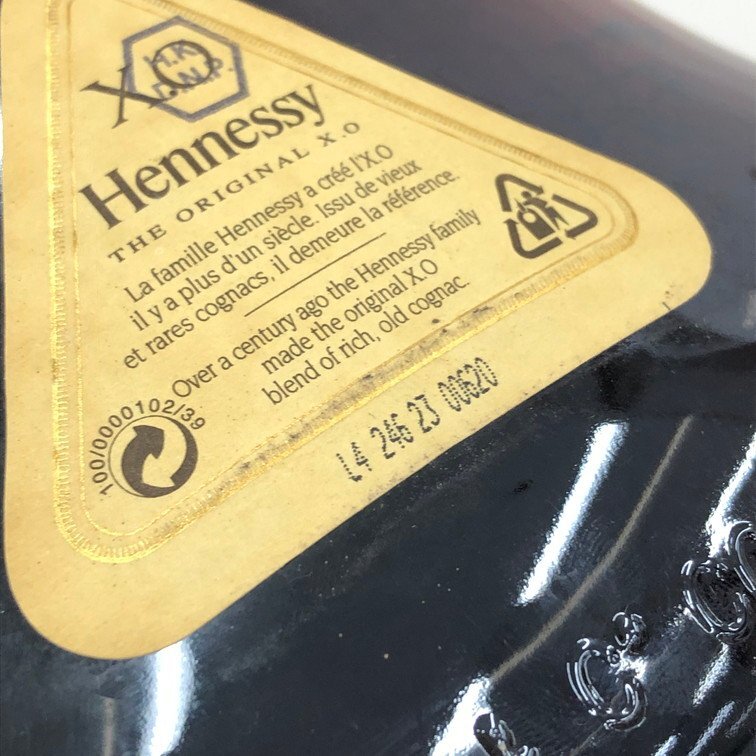 X.O
H.K.
D.N.P.
Hennessy
THE ORIGINAL X.O
La famille Hennessy a créé l'X.O
il y a plus d'un siècle. Issu de vieux
et rares cognacs, il demeure la référence.
Over a century ago the Hennessy family
made the original X.O
blend of rich, old cognac.
100/0000102/39
L4 246 23 00620